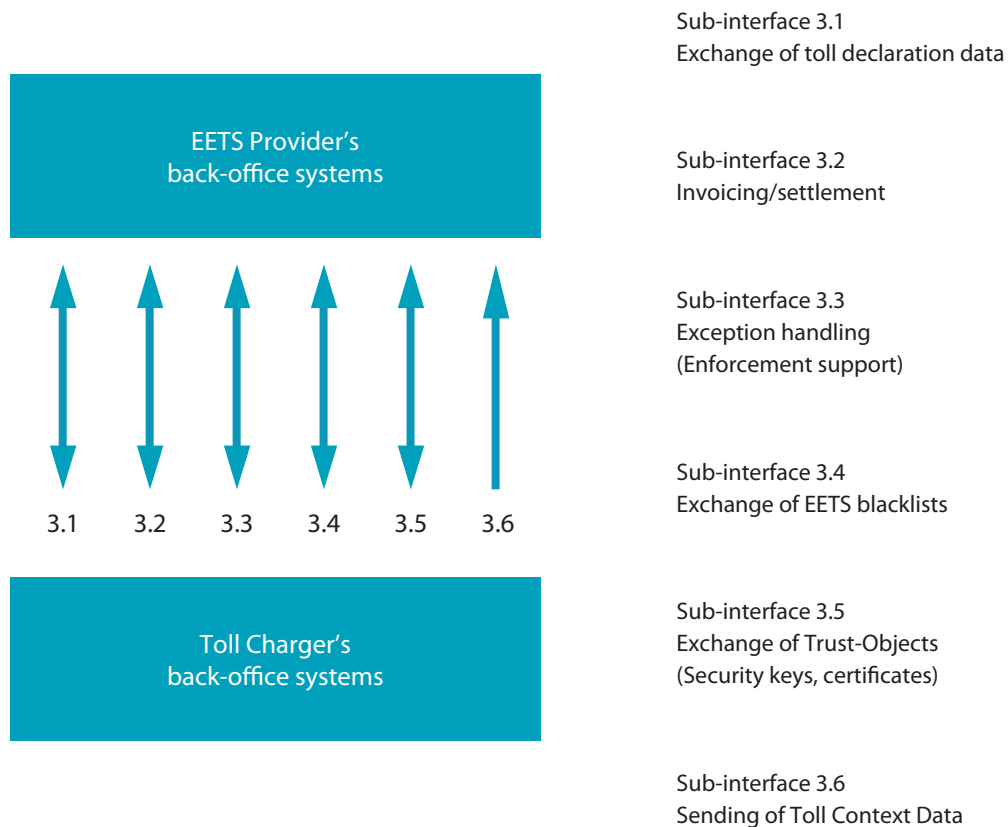 Sub-interface 3.1
Exchange of toll declaration data
EETS Provider's
back-office systems
Sub-interface 3.2
Invoicing/settlement
Sub-interface 3.3
Exception handling
(Enforcement support)
Sub-interface 3.4
Exchange of EETS blacklists
3.1 3.2 3.3 3.4 3.5 3.6
Toll Charger's
back-office systems
Sub-interface 3.5
Exchange of Trust-Objects
(Security keys, certificates)
Sub-interface 3.6
Sending of Toll Context Data